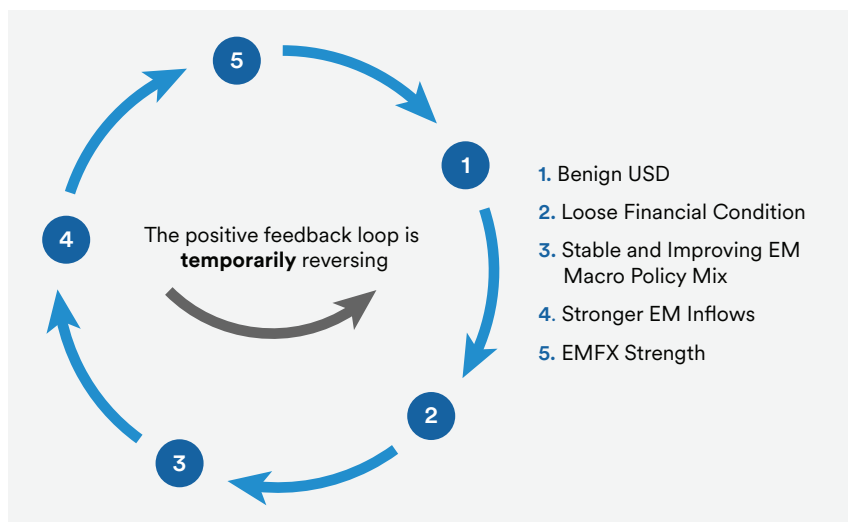 5
1
1. Benign USD
2. Loose Financial Condition
The positive feedback loop is
temporarily reversing
4
3. Stable and Improving EM
Macro Policy Mix
4. Stronger EM Inflows
5. EMFX Strength
2
3